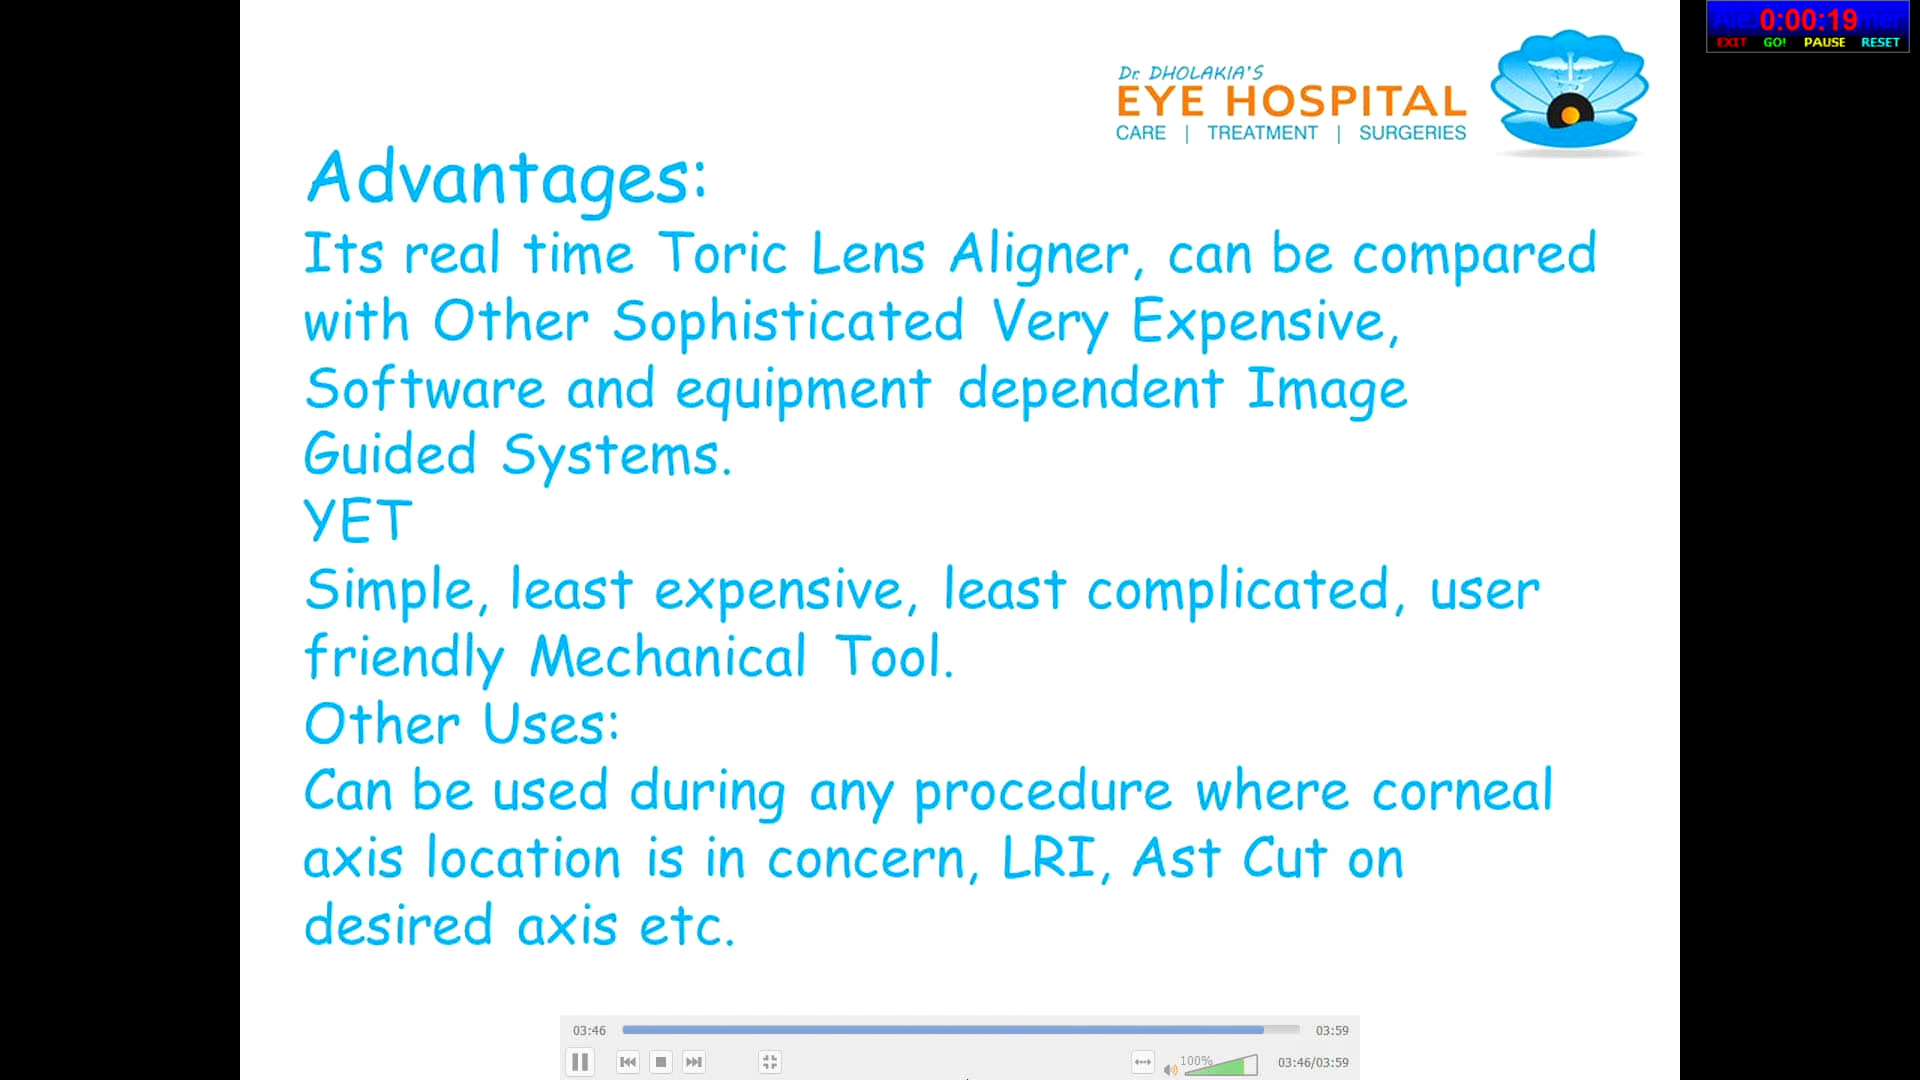 0:00:19
EXIT GO! PAUSE RESET
Dr. DHOLAKIA'S
EYE HOSPITAL
CARE | TREATMENT | SURGERIES
Advantages:
Its real time Toric Lens Aligner, can be compared
with Other Sophisticated Very Expensive,
Software and equipment dependent Image
Guided Systems.
YET
Simple, least expensive, least complicated, user
friendly Mechanical Tool.
Other Uses:
Can be used during any procedure where corneal
axis location is in concern, LRI, Ast Cut on
desired axis etc.
03:46 03:59
100% 03:46/03:59